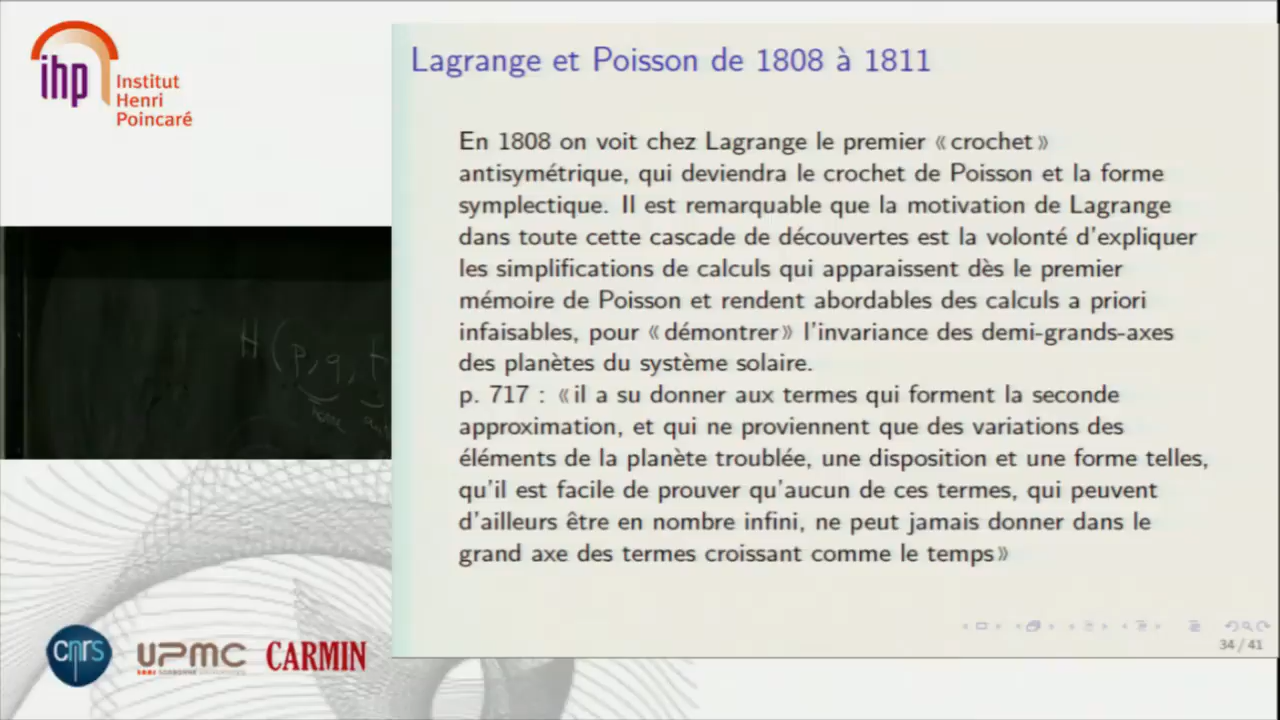 ihp
Institut
Henri
Poincaré
Lagrange et Poisson de 1808 à 1811
En 1808 on voit chez Lagrange le premier « crochet »
antisymétrique, qui deviendra le crochet de Poisson et la forme
symplectique. Il est remarquable que la motivation de Lagrange
dans toute cette cascade de découvertes est la volonté d'expliquer
les simplifications de calculs qui apparaissent dès le premier
mémoire de Poisson et rendent abordables des calculs a priori
infaisables, pour « démontrer » l'invariance des demi-grands-axes
des planètes du système solaire.
p. 717 : « il a su donner aux termes qui forment la seconde
approximation, et qui ne proviennent que des variations des
éléments de la planète troublée, une disposition et une forme telles,
qu'il est facile de prouver qu'aucun de ces termes, qui peuvent
d'ailleurs être en nombre infini, ne peut jamais donner dans le
grand axe des termes croissant comme le temps »
H(p,q,
cnrs
UPMC
CARMIN
34 / 41